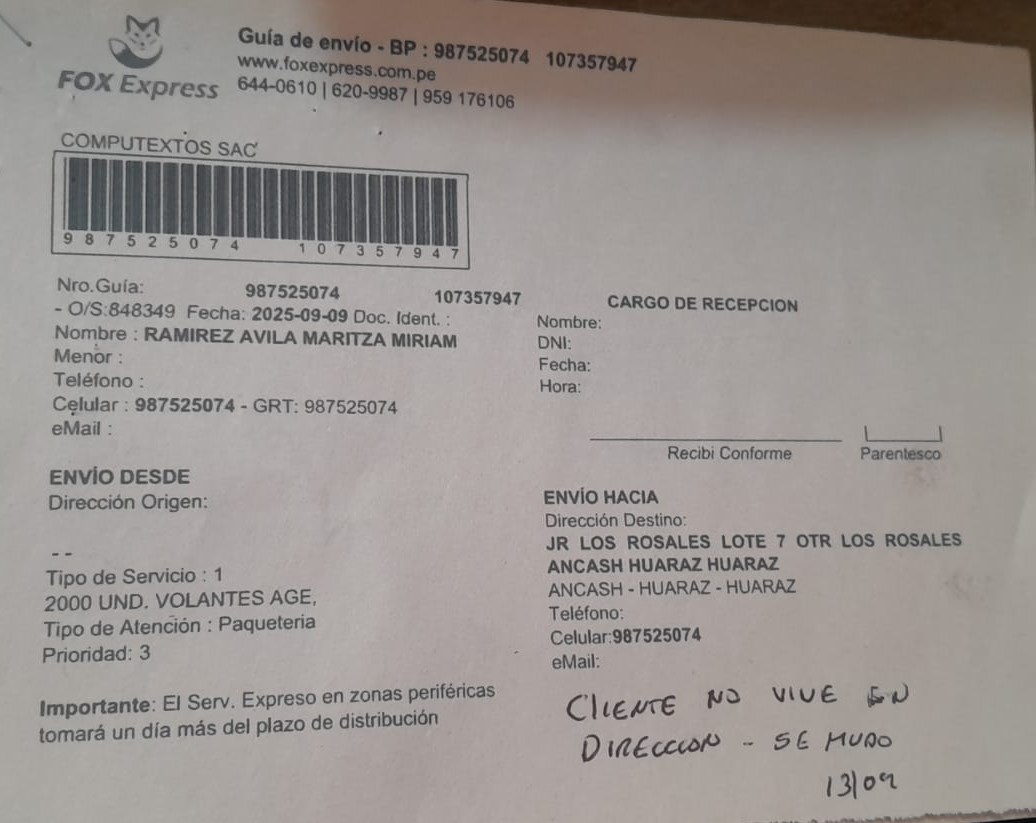 FOX Express
Guía de envío - BP : 987525074 107357947
www.foxexpress.com.pe
644-0610 | 620-9987 | 959 176106
COMPUTEXTOS SAC
987525074 107357947
Nro.Guía: 987525074 107357947
- O/S:848349 Fecha: 2025-09-09 Doc. Ident. :
Nombre : RAMIREZ AVILA MARITZA MIRIAM
Menor :
Teléfono :
Celular : 987525074 - GRT: 987525074
eMail :
CARGO DE RECEPCION
Nombre:
DNI:
Fecha:
Hora:
Recibi Conforme
Parentesco
ENVÍO DESDE
Dirección Origen:
- -
Tipo de Servicio : 1
2000 UND. VOLANTES AGE,
Tipo de Atención : Paqueteria
Prioridad: 3
Importante: El Serv. Expreso en zonas periféricas
tomará un día más del plazo de distribución
ENVÍO HACIA
Dirección Destino:
JR LOS ROSALES LOTE 7 OTR LOS ROSALES
ANCASH HUARAZ HUARAZ
ANCASH - HUARAZ - HUARAZ
Teléfono:
Celular:987525074
eMail:
CLIENTE NO VIVE EN
DIRECCION - SE MUDO
13/09